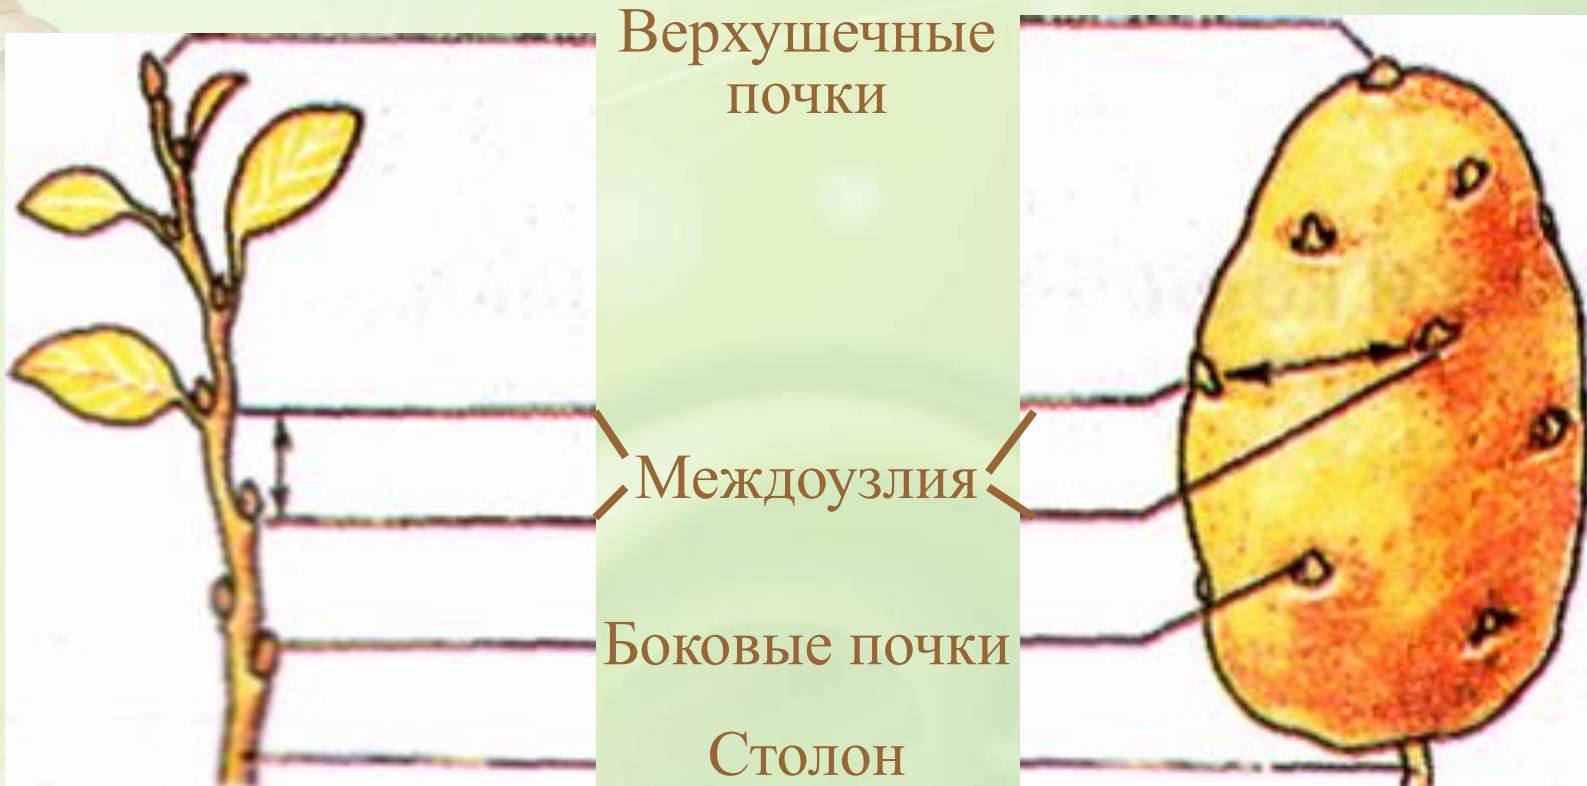 Верхушечные
почки
Междоузлия
Боковые почки
Столон